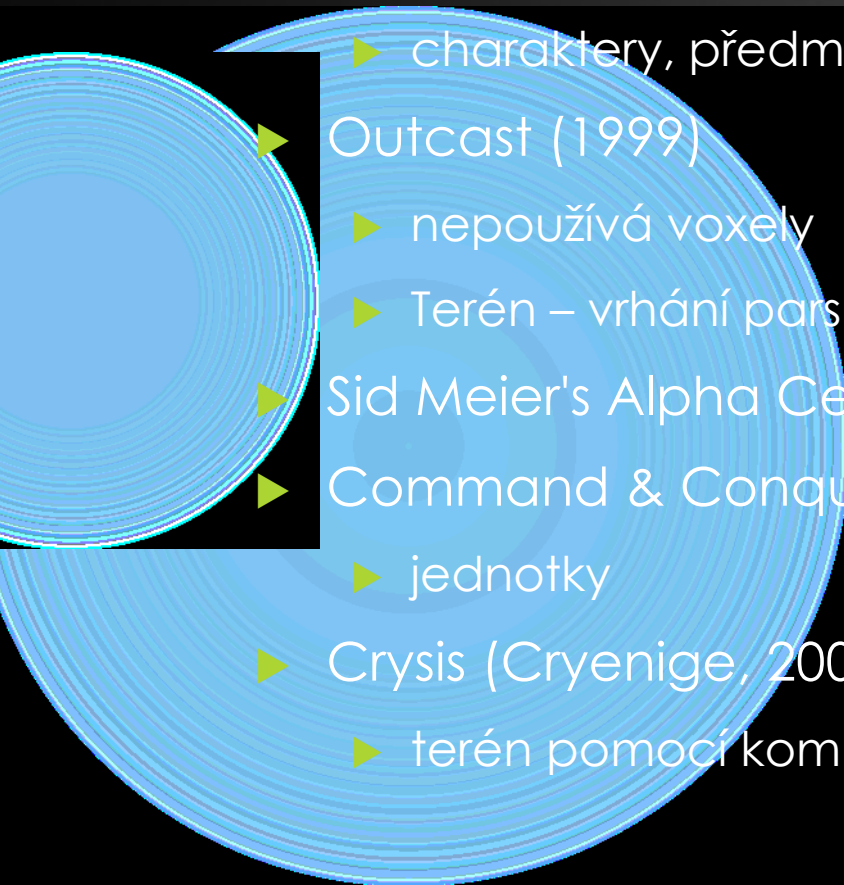 charaktery, předm
Outcast (1999)
nepoužívá voxely
Terén – vrhání pars
Sid Meier's Alpha Ce
Command & Conqu
jednotky
Crysis (Cryenige, 200
terén pomocí kom